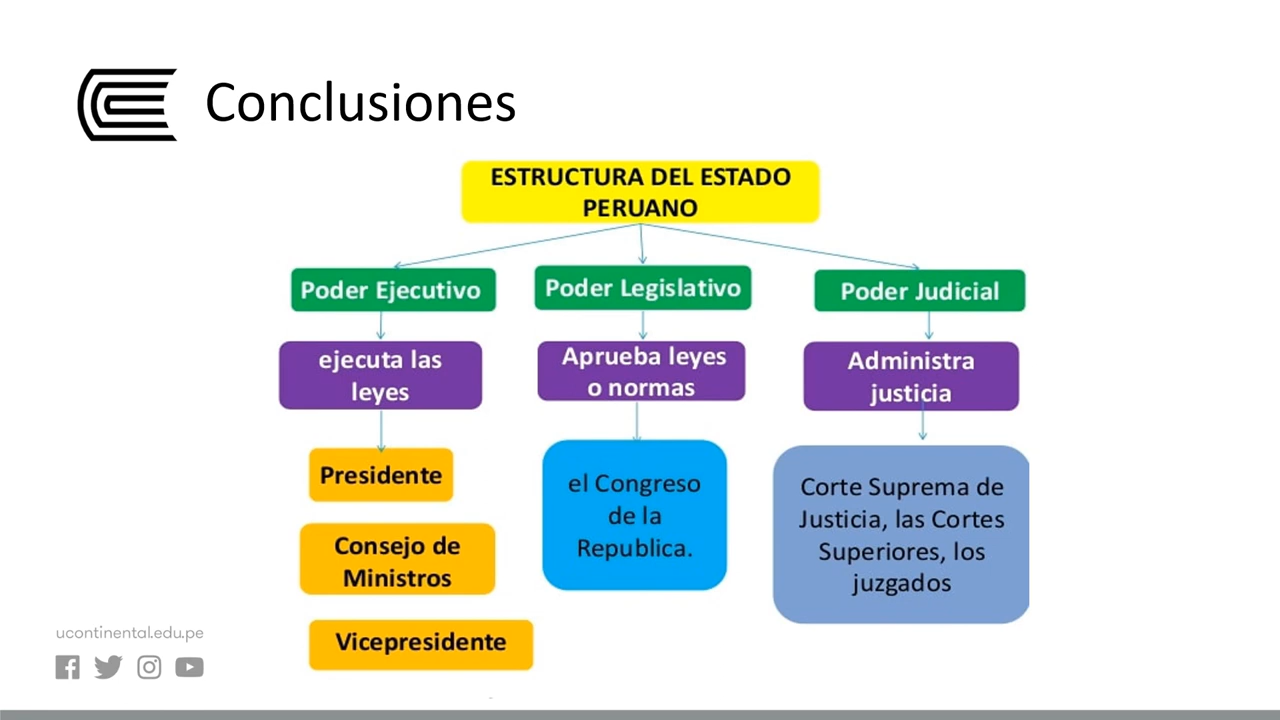 Conclusiones
ESTRUCTURA DEL ESTADO
PERUANO
Poder Ejecutivo
Poder Legislativo
Poder Judicial
ejecuta las
leyes
Aprueba leyes
o normas
Administra
justicia
Presidente
Consejo de
Ministros
Vicepresidente
el Congreso
de la
Republica.
Corte Suprema de
Justicia, las Cortes
Superiores, los
juzgados
ucontinental.edu.pe